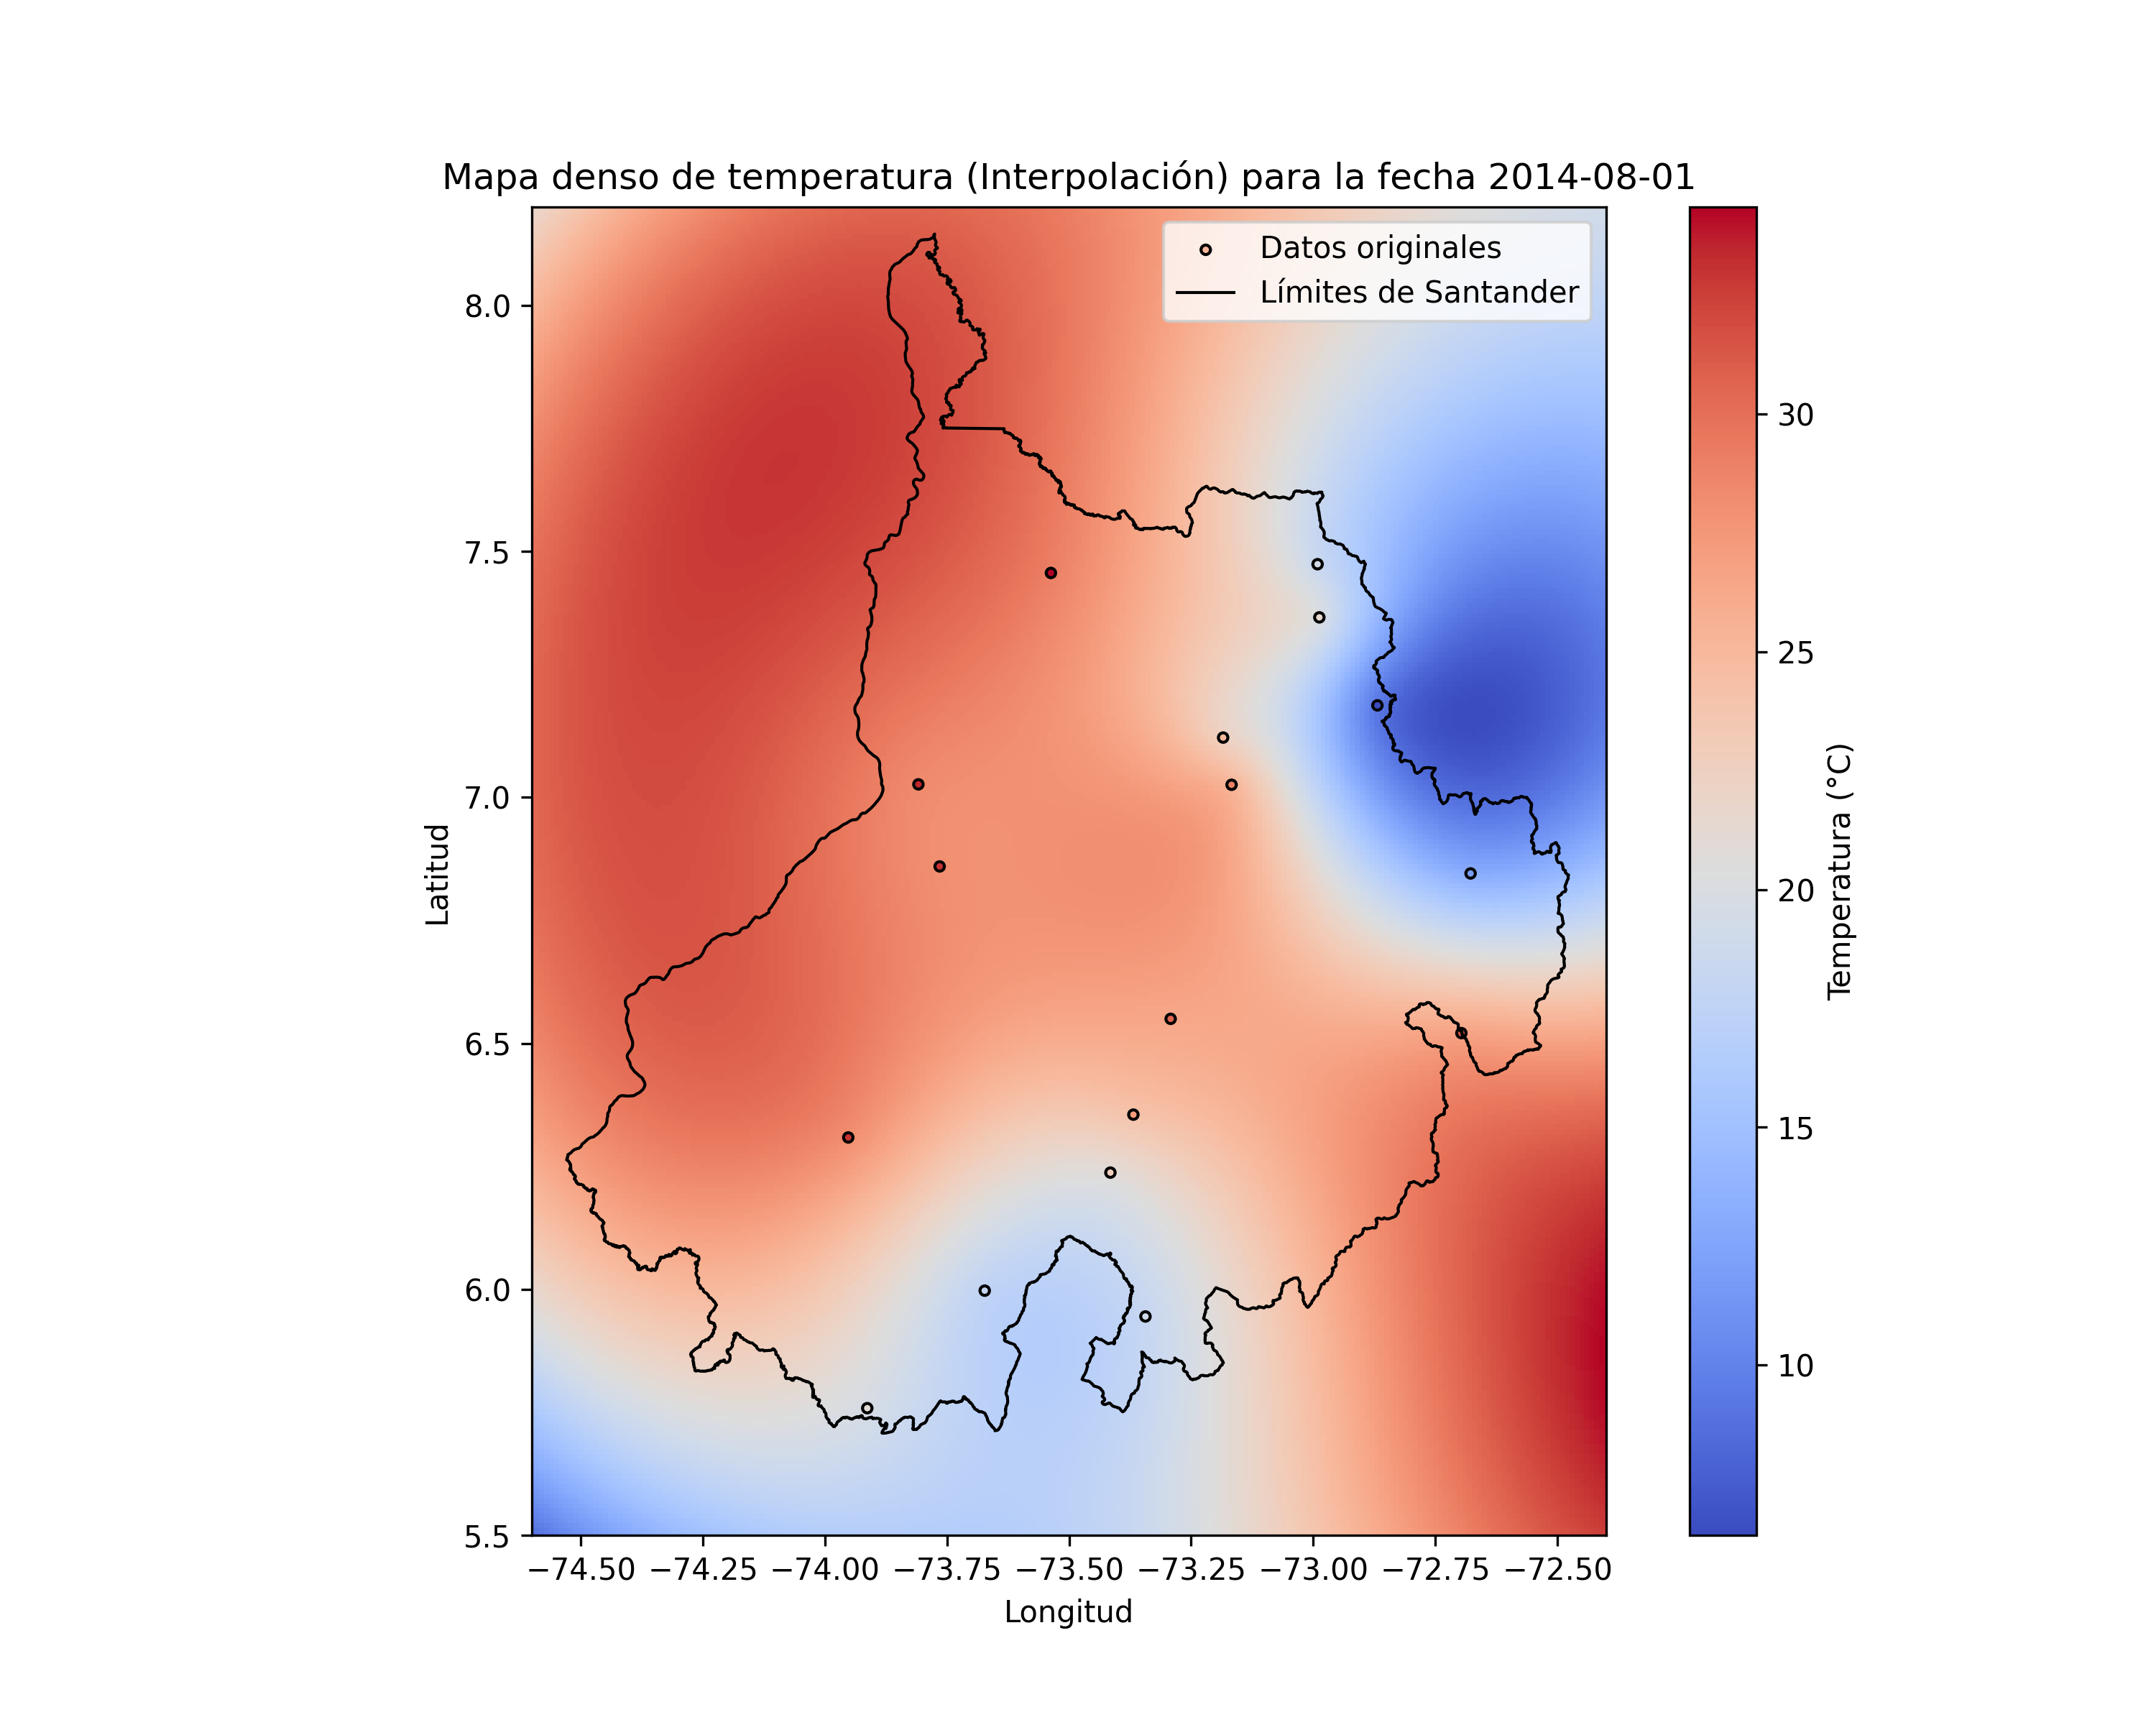 Mapa denso de temperatura (Interpolación) para la fecha 2014-08-01
Datos originales
Límites de Santander
8.0
7.5
7.0
6.5
6.0
5.5
Latitud
−74.50 −74.25 −74.00 −73.75 −73.50 −73.25 −73.00 −72.75 −72.50
Longitud
30
25
20
15
10
Temperatura (°C)